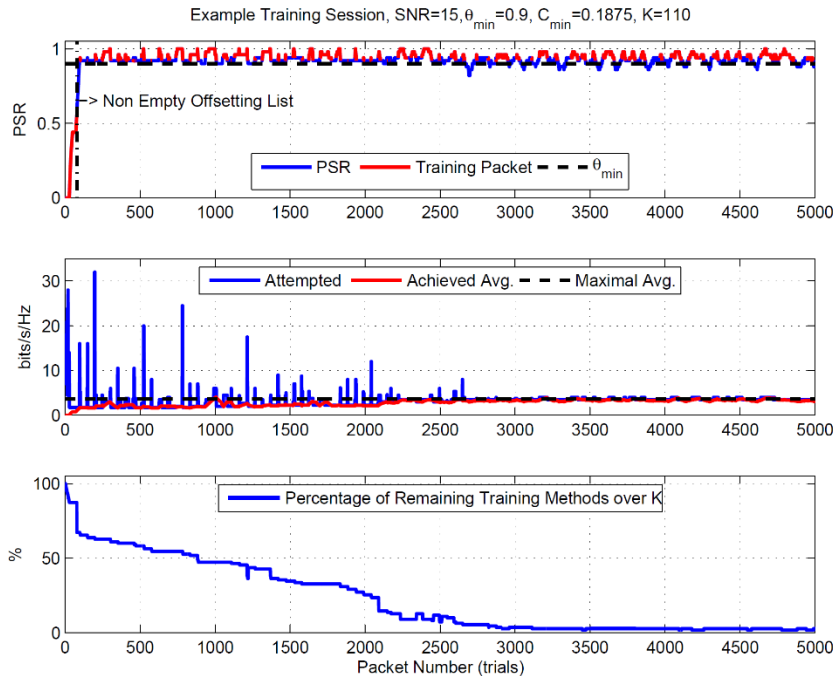 Example Training Session, SNR=15,θmin=0.9, Cmin=0.1875, K=110
PSR
1
0.5
0
--> Non Empty Offsetting List
PSR Training Packet θmin
0 500 1000 1500 2000 2500 3000 3500 4000 4500 5000
bits/s/Hz
30
20
10
0
Attempted Achieved Avg. Maximal Avg.
0 500 1000 1500 2000 2500 3000 3500 4000 4500 5000
%
100
50
0
Percentage of Remaining Training Methods over K
0 500 1000 1500 2000 2500 3000 3500 4000 4500 5000
Packet Number (trials)